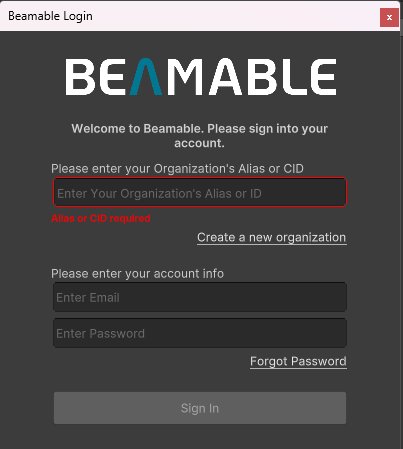 Beamable Login
x
BEAMABLE
Welcome to Beamable. Please sign into your
account.
Please enter your Organization's Alias or CID
Enter Your Organization's Alias or ID
Alias or CID required
Create a new organization
Please enter your account info
Enter Email
Enter Password
Forgot Password
Sign In